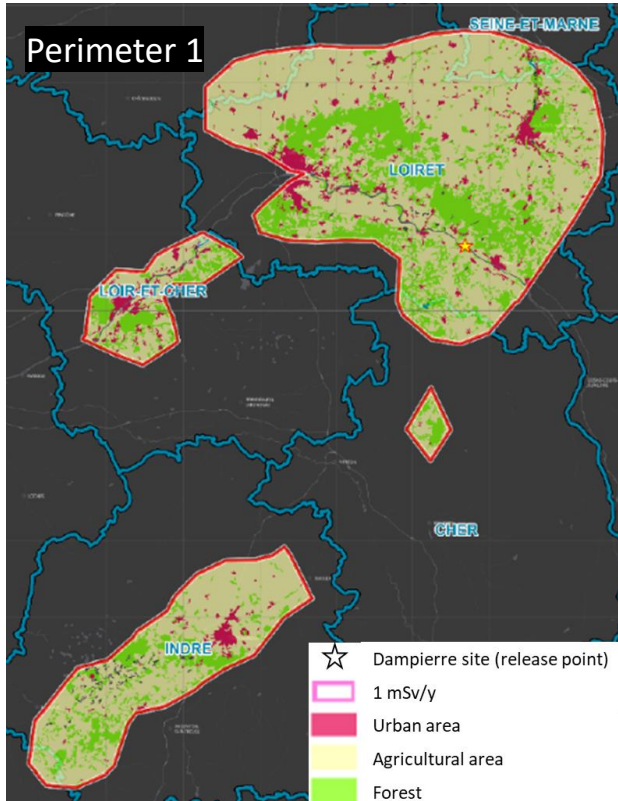 Perimeter 1
SEINE-ET-MARNE
LOIRET
LOIR-ET-CHER
CHER
INDRE
Dampierre site (release point)
1 mSv/y
Urban area
Agricultural area
Forest